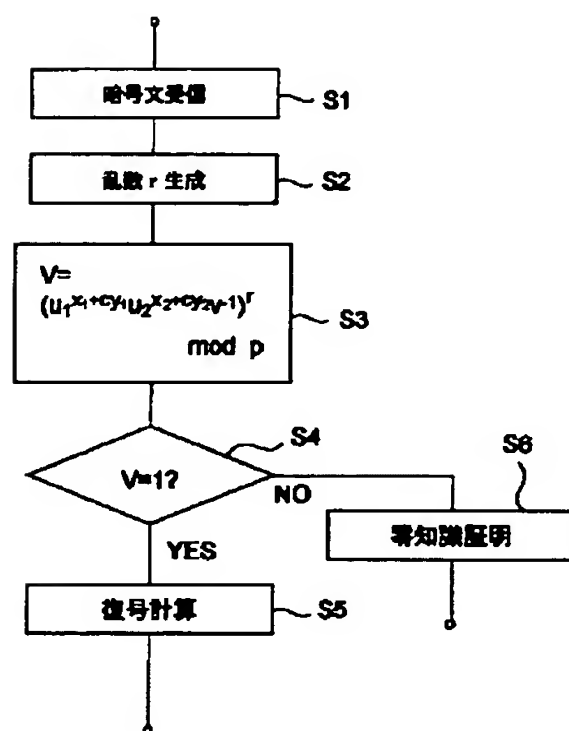 暗号文受信
S1
乱数 r 生成
S2
V=
(u₁^{x₁+cy₁}u₂^{x₂+cy₂}v⁻¹)^r
mod p
S3
V=1?
S4
NO
YES
S6
零知識証明
復号計算
S5